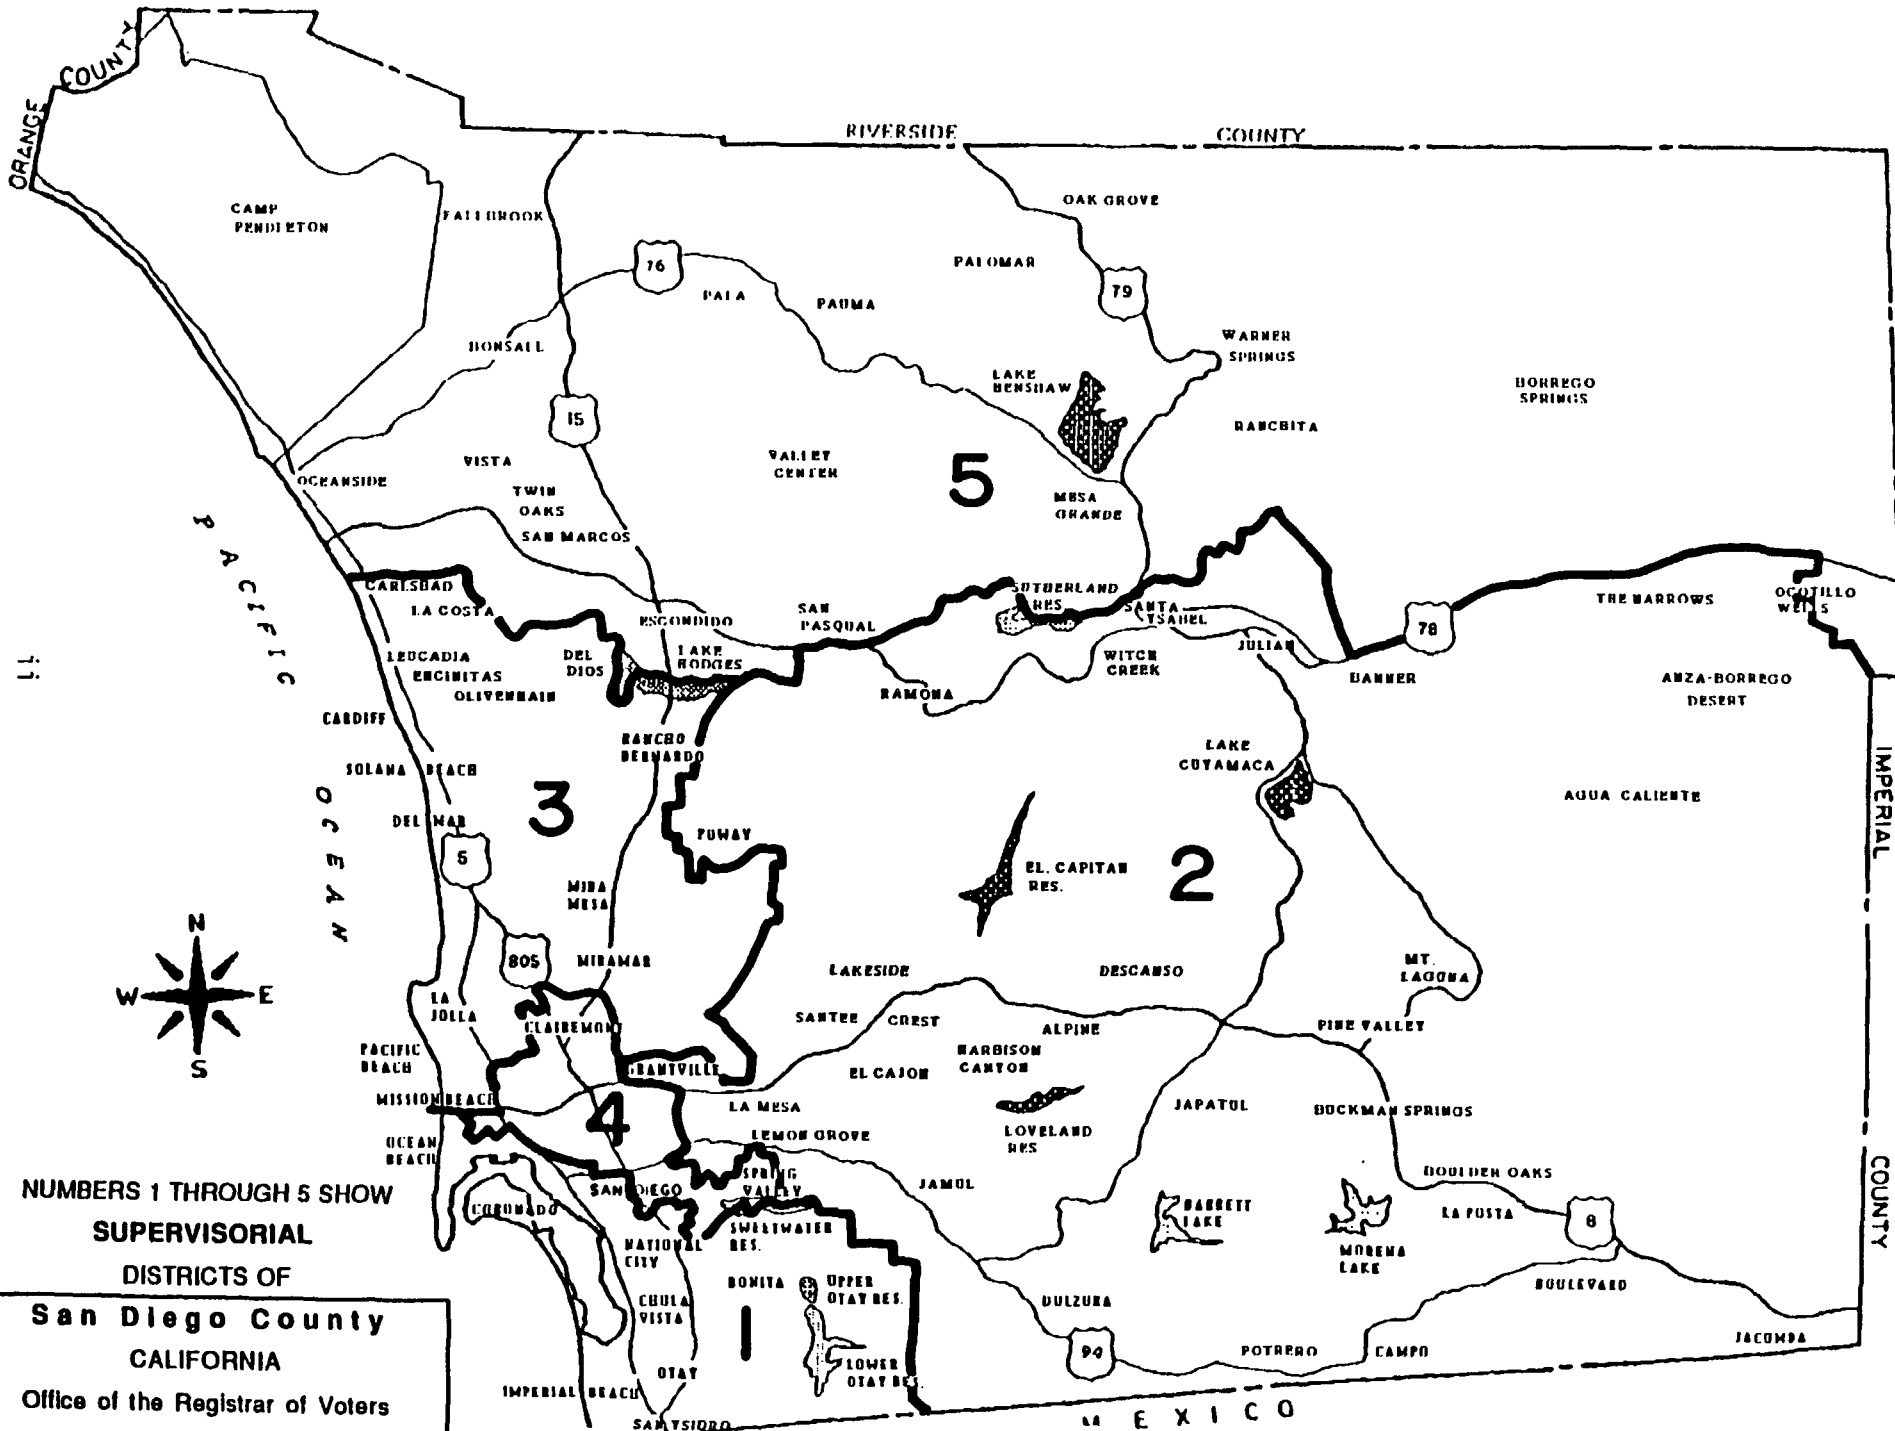 ORANGE COUNTY
RIVERSIDE COUNTY
CAMP
PENDLETON
FALLBROOK
OAK GROVE
PALOMAR
76
79
PALA
PAUMA
BONSALL
WARNER
SPRINGS
LAKE
HENSHAW
BORREGO
SPRINGS
15
RANCHITA
VISTA
VALLEY
CENTER
5
OCEANSIDE
TWIN
OAKS
MESA
GRANDE
SAN MARCOS
PACIFIC
OCEAN
CARLSBAD
LA COSTA
SUTHERLAND
RES
SANTA
YSABEL
SAN
PASQUAL
ESCONDIDO
78
THE NARROWS
OCOTILLO
WELLS
JULIAN
LEUCADIA
ENCINITAS
OLIVENHAIN
DEL
DIOS
LAKE
HODGES
WITCH
CREEK
BANNER
ANZA-BORREGO
DESERT
RAMONA
CARDIFF
RANCHO
BERNARDO
LAKE
CUYAMACA
SOLANA BEACH
3
AGUA CALIENTE
IMPERIAL
COUNTY
DEL MAR
5
POWAY
EL. CAPITAN
RES.
2
MIRA
MESA
N
W
E
S
805
MIRAMAR
LAKESIDE
DESCANSO
MT.
LAGUNA
LA
JOLLA
CLAIREMONT
SANTEE
CREST
ALPINE
PINE VALLEY
PACIFIC
BEACH
GRANTVILLE
EL CAJON
HARBISON
CANYON
MISSION BEACH
4
LA MESA
JAPATUL
BUCKMAN SPRINGS
OCEAN
BEACH
LEMON GROVE
LOVELAND
RES
SPRING
VALLEY
JAMUL
BOULDER OAKS
SAN DIEGO
CORONADO
SWEETWATER
RES.
BARRETT
LAKE
LA POSTA
8
NATIONAL
CITY
MORENA
LAKE
BONITA
UPPER
OTAY RES.
BOULEVARD
CHULA
VISTA
1
DULZURA
94
POTRERO
CAMPO
JACUMBA
OTAY
LOWER
OTAY RES.
IMPERIAL BEACH
SAN YSIDRO
MEXICO
ii
NUMBERS 1 THROUGH 5 SHOW
SUPERVISORIAL
DISTRICTS OF
San Diego County
CALIFORNIA
Office of the Registrar of Voters